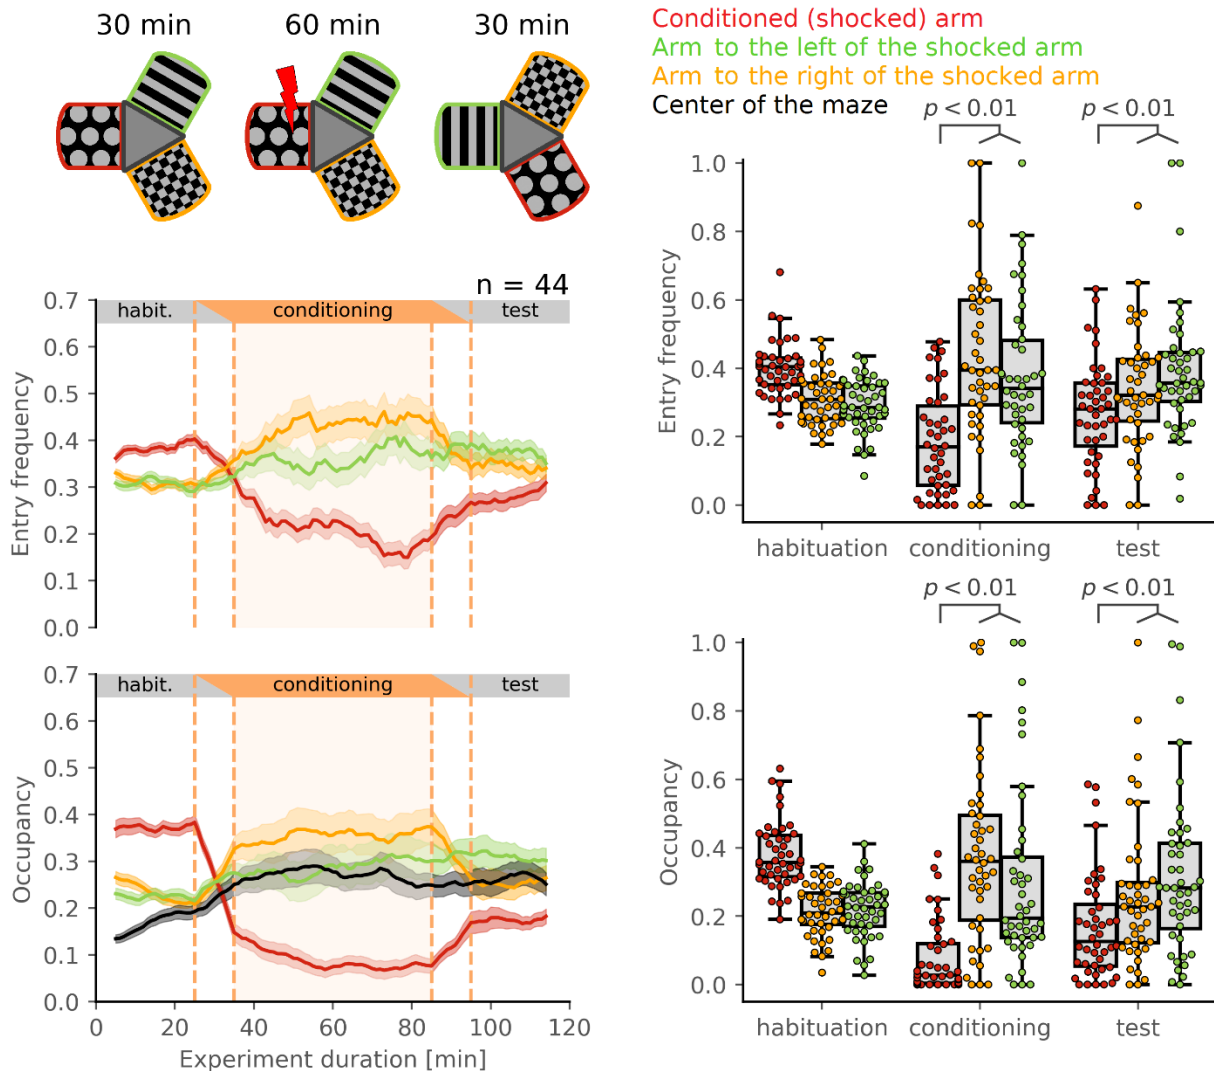 30 min 60 min 30 min
Conditioned (shocked) arm
Arm to the left of the shocked arm
Arm to the right of the shocked arm
Center of the maze
n = 44
habit. conditioning test
Entry frequency
0.7
0.6
0.5
0.4
0.3
0.2
0.1
0.0
habit. conditioning test
Occupancy
0.7
0.6
0.5
0.4
0.3
0.2
0.1
0.0
0 20 40 60 80 100 120
Experiment duration [min]
p < 0.01 p < 0.01
Entry frequency
1.0
0.8
0.6
0.4
0.2
0.0
habituation conditioning test
p < 0.01 p < 0.01
Occupancy
1.0
0.8
0.6
0.4
0.2
0.0
habituation conditioning test